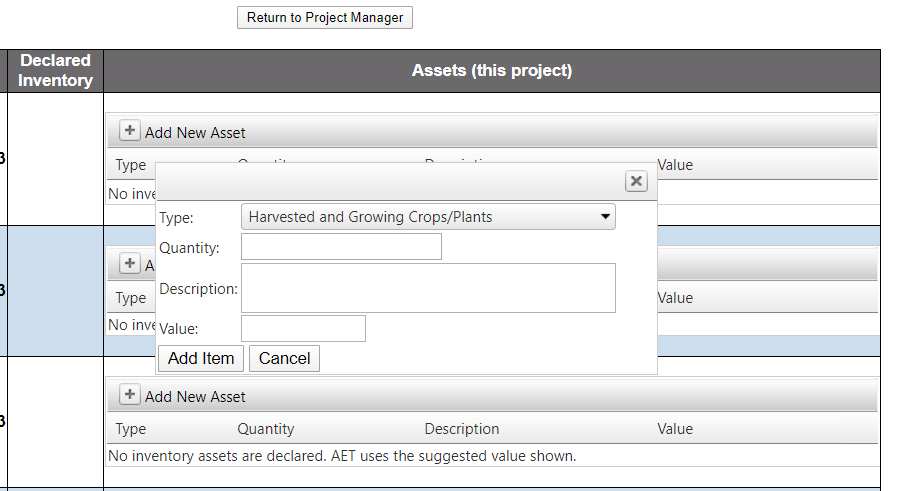 Return to Project Manager
Declared
Inventory
Assets (this project)
3
Add New Asset
Type Value
No inve
Type: Harvested and Growing Crops/Plants
Quantity:
3
Description:
Type Value
No inve
Value:
Add Item Cancel
3
Add New Asset
Type Quantity Description Value
No inventory assets are declared. AET uses the suggested value shown.